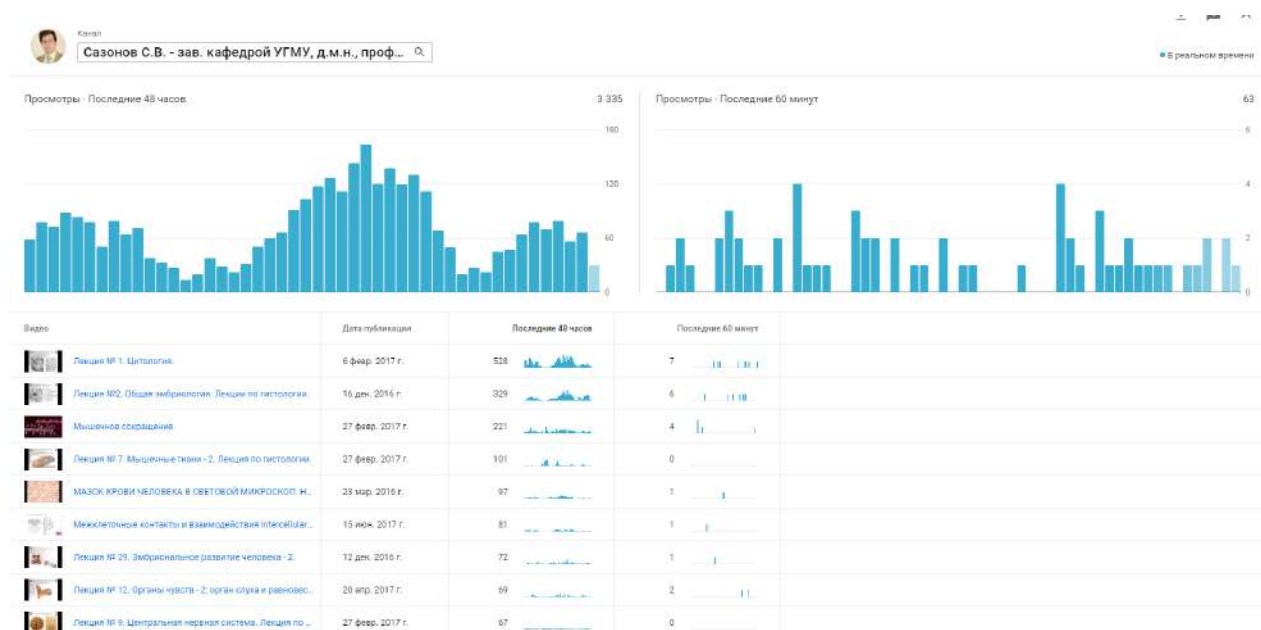 Канал
Сазонов С.В. - зав. кафедрой УГМУ, д.м.н., проф...
В реальном времени
Просмотры · Последние 48 часов
3 335
Просмотры · Последние 60 минут
63
180
120
60
0
6
4
2
0
Видео Дата публикации Последние 48 часов Последние 60 минут
Лекция № 1. Цитология. 6 февр. 2017 г. 528 7
Лекция №2. Общая эмбриология. Лекции по гистологии. 16 дек. 2016 г. 329 6
Мышечное сокращение 27 февр. 2017 г. 221 4
Лекция № 7. Мышечные ткани - 2. Лекция по гистологии. 27 февр. 2017 г. 101 0
МАЗОК КРОВИ ЧЕЛОВЕКА В СВЕТОВОЙ МИКРОСКОП. Н... 23 мар. 2016 г. 97 1
Межклеточные контакты и взаимодействия intercellular... 15 июн. 2017 г. 81 1
Лекция № 29. Эмбриональное развитие человека - 2. 12 дек. 2016 г. 72 1
Лекция № 12. Органы чувств - 2: орган слуха и равновес... 20 апр. 2017 г. 69 2
Лекция № 9. Центральная нервная система. Лекция по ... 27 февр. 2017 г. 67 0